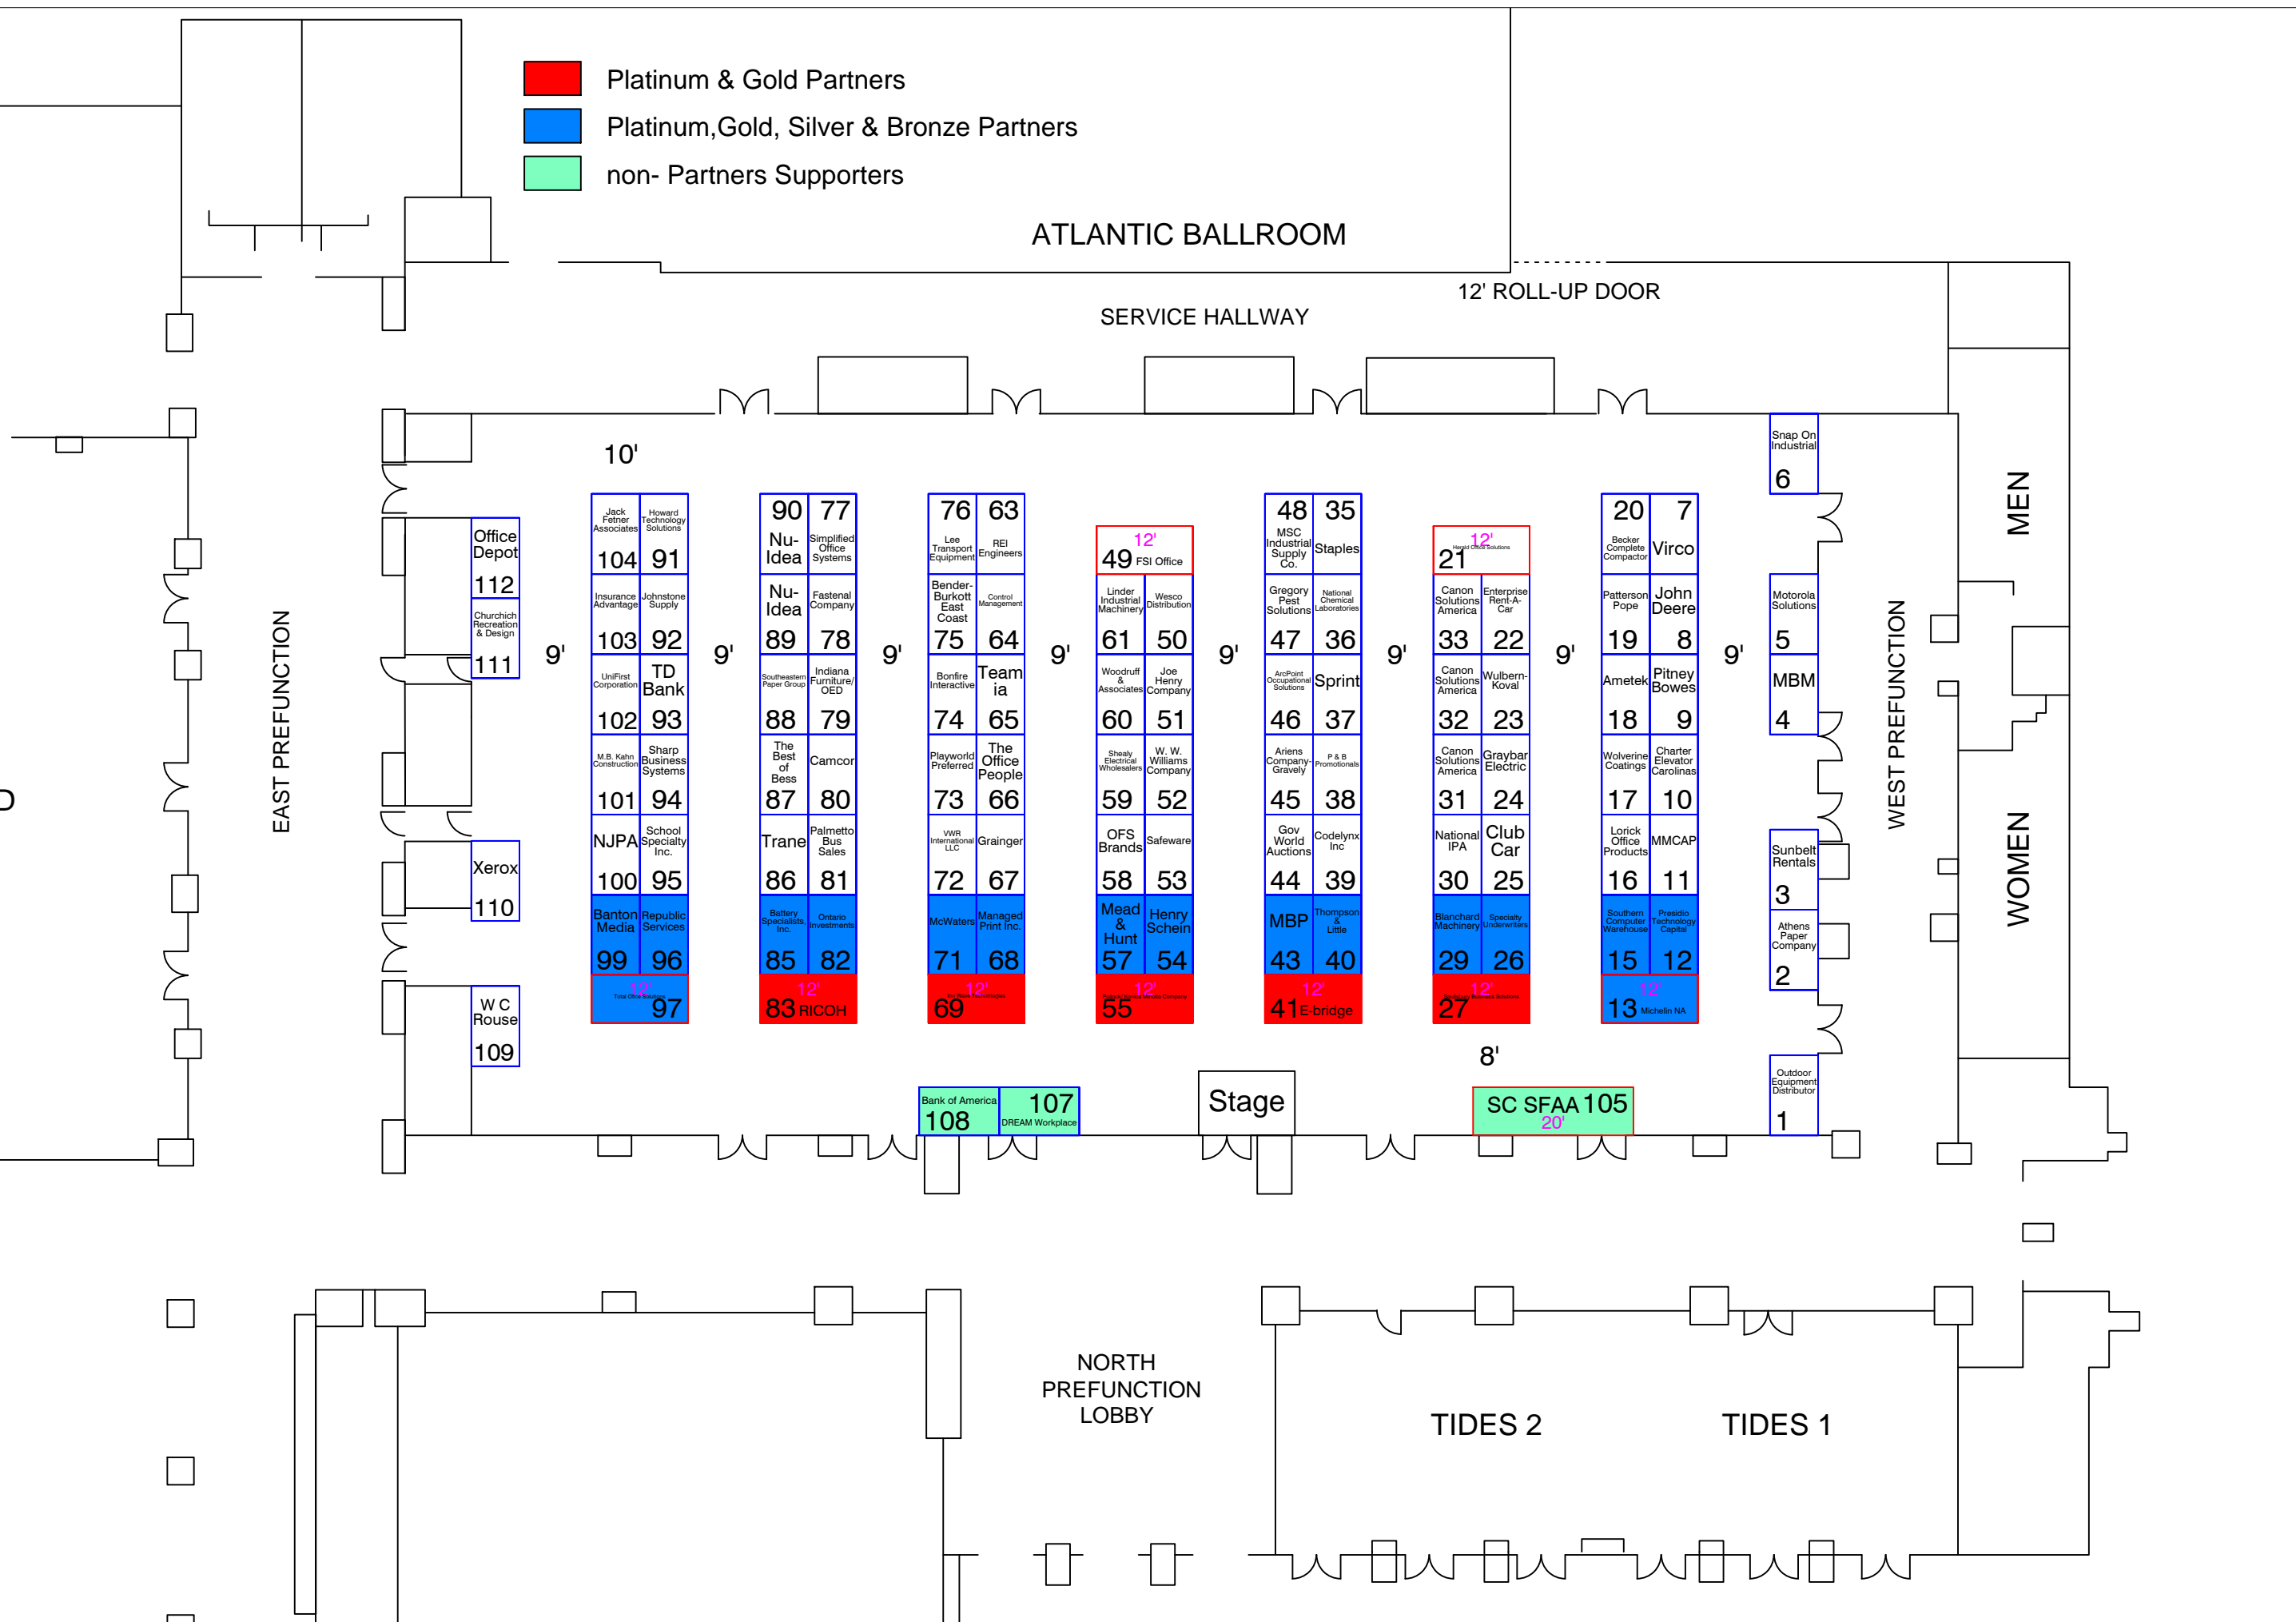 Platinum & Gold Partners
Platinum,Gold, Silver & Bronze Partners
non- Partners Supporters
ATLANTIC BALLROOM
12' ROLL-UP DOOR
SERVICE HALLWAY
10'
Snap On
Industrial
6
MEN
Jack
Fetner
Associates
104
Howard
Technology
Solutions
91
90
Nu-
Idea
77
Simplified
Office
Systems
76
Lee
Transport
Equipment
63
REI
Engineers
12'
49 FSI Office
48
MSC
Industrial
Supply
Co.
35
Staples
12'
Herald Office Solutions
21
20
Becker
Complete
Compactor
7
Virco
Office
Depot
112
Churchich
Recreation
& Design
111
Insurance
Advantage
103
Johnstone
Supply
92
Nu-
Idea
89
Fastenal
Company
78
Bender-
Burkott
East
Coast
75
Control
Management
64
Linder
Industrial
Machinery
61
Wesco
Distribution
50
Gregory
Pest
Solutions
47
National
Chemical
Laboratories
36
Canon
Solutions
America
33
Enterprise
Rent-A-
Car
22
Patterson
Pope
19
John
Deere
8
Motorola
Solutions
5
EAST PREFUNCTION
9'
9'
9'
9'
9'
9'
9'
9'
WEST PREFUNCTION
UniFirst
Corporation
102
TD
Bank
93
Southeastern
Paper Group
88
Indiana
Furniture/
OED
79
Bonfire
Interactive
74
Team
ia
65
Woodruff
&
Associates
60
Joe
Henry
Company
51
ArcPoint
Occupational
Solutions
46
Sprint
37
Canon
Solutions
America
32
Wulbern-
Koval
23
Ametek
18
Pitney
Bowes
9
MBM
4
D
M.B. Kahn
Construction
101
Sharp
Business
Systems
94
The
Best
of
Bess
87
Camcor
80
Playworld
Preferred
73
The
Office
People
66
Shealy
Electrical
Wholesalers
59
W. W.
Williams
Company
52
Ariens
Company-
Gravely
45
P & B
Promotionals
38
Canon
Solutions
America
31
Graybar
Electric
24
Wolverine
Coatings
17
Charter
Elevator
Carolinas
10
Xerox
110
NJPA
100
School
Specialty
Inc.
95
Trane
86
Palmetto
Bus
Sales
81
VWR
International
LLC
72
Grainger
67
OFS
Brands
58
Safeware
53
Gov
World
Auctions
44
Codelynx
Inc
39
National
IPA
30
Club
Car
25
Lorick
Office
Products
16
MMCAP
11
Sunbelt
Rentals
3
WOMEN
Banton
Media
99
Republic
Services
96
Battery
Specialists,
Inc.
85
Ontario
Investments
82
McWaters
71
Managed
Print Inc.
68
Mead
&
Hunt
57
Henry
Schein
54
MBP
43
Thompson
&
Little
40
Blanchard
Machinery
29
Specialty
Underwriters
26
Southern
Computer
Warehouse
15
Presidio
Technology
Capital
12
Athens
Paper
Company
2
W C
Rouse
109
12'
Total Office Solutions
97
12'
83 RICOH
12'
69
12'
55
12'
41 E-bridge
12'
27
12'
13 Michelin NA
8'
Outdoor
Equipment
Distributor
1
Bank of America
108
107
DREAM Workplace
Stage
SC SFAA 105
20'
NORTH
PREFUNCTION
LOBBY
TIDES 2
TIDES 1